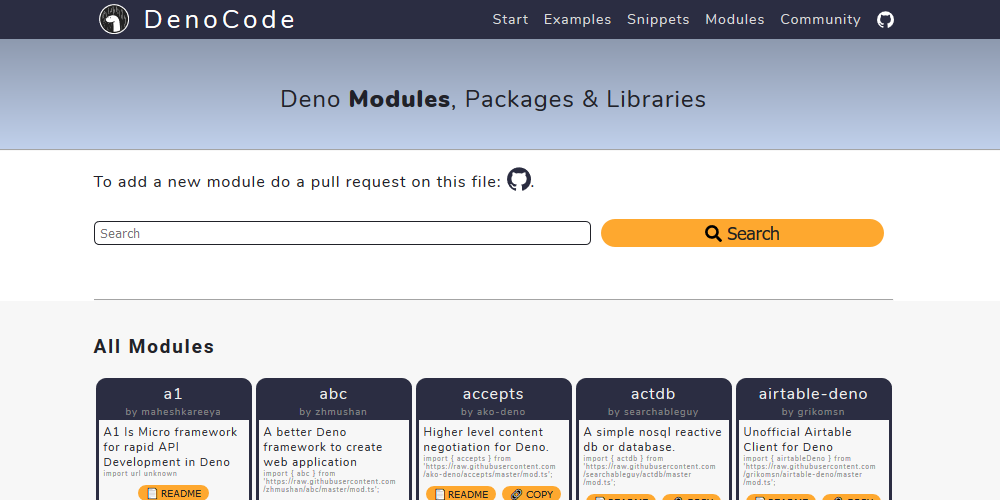 DenoCode
Start Examples Snippets Modules Community
Deno Modules, Packages & Libraries
To add a new module do a pull request on this file: .
Search
Search
All Modules
a1
by maheshkareeya
A1 Is Micro framework
for rapid API
Development in Deno
import url unknown
README
abc
by zhmushan
A better Deno
framework to create
web application
import { abc } from
'https://raw.githubusercontent.com
/zhmushan/abc/master/mod.ts';
accepts
by ako-deno
Higher level content
negotiation for Deno.
import { accepts } from
'https://raw.githubusercontent.com
/ako-deno/accepts/master/mod.ts';
README COPY
actdb
by searchableguy
A simple nosql reactive
db or database.
import { actdb } from
'https://raw.githubusercontent.com
/searchableguy/actdb/master
/mod.ts';
README COPY
airtable-deno
by grikomsn
Unofficial Airtable
Client for Deno
import { airtableDeno } from
'https://raw.githubusercontent.com
/grikomsn/airtable-deno/master
/mod.ts';
README COPY